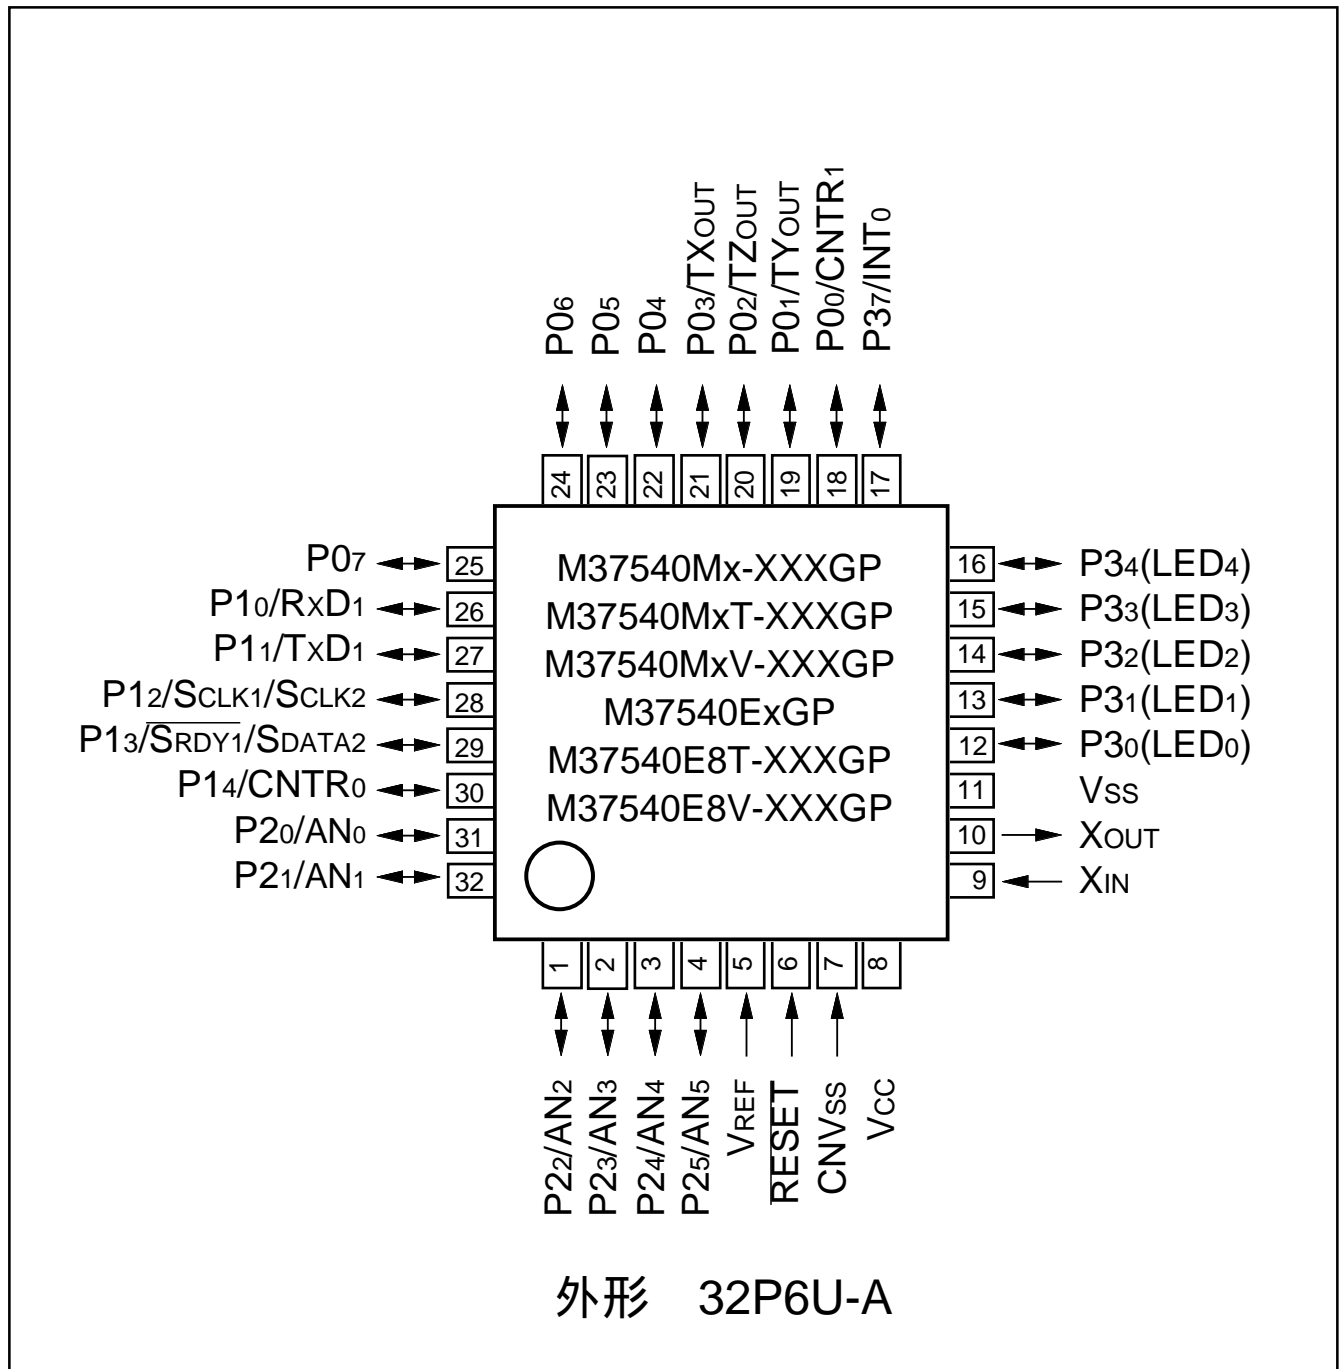 P06
P05
P04
P03/TXOUT
P02/TZOUT
P01/TYOUT
P00/CNTR1
P37/INT0
24
23
22
21
20
19
18
17
P07
25
P10/RXD1
26
P11/TXD1
27
P12/SCLK1/SCLK2
28
P13/SRDY1/SDATA2
29
P14/CNTR0
30
P20/AN0
31
P21/AN1
32
M37540Mx-XXXGP
M37540MxT-XXXGP
M37540MxV-XXXGP
M37540ExGP
M37540E8T-XXXGP
M37540E8V-XXXGP
16
P34(LED4)
15
P33(LED3)
14
P32(LED2)
13
P31(LED1)
12
P30(LED0)
11
VSS
10
XOUT
9
XIN
1
2
3
4
5
6
7
8
P22/AN2
P23/AN3
P24/AN4
P25/AN5
VREF
RESET
CNVSS
VCC
外形 32P6U-A